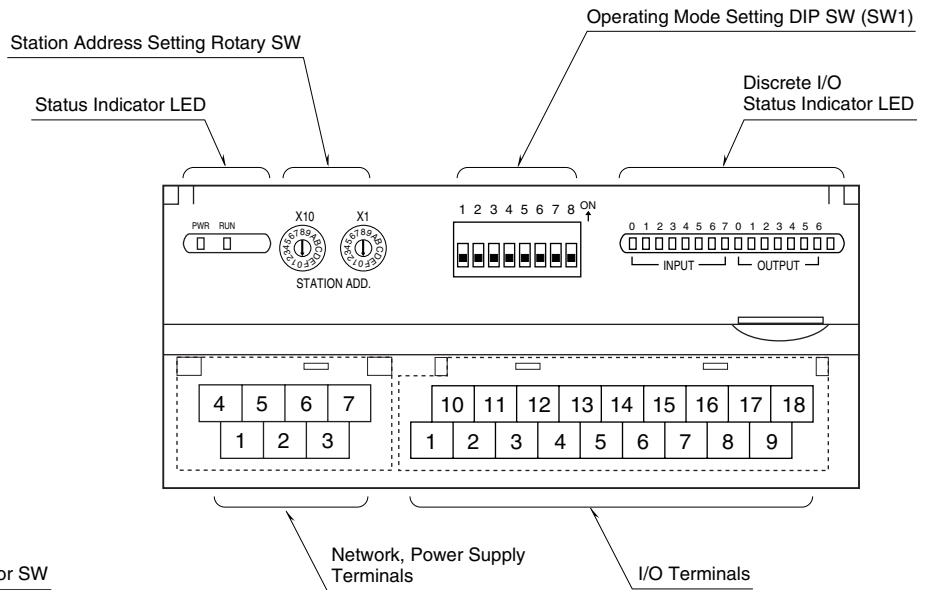 Operating Mode Setting DIP SW (SW1)
Station Address Setting Rotary SW
Discrete I/O
Status Indicator LED
Status Indicator LED
1 2 3 4 5 6 7 8 ON
X10 X1
PWR RUN
0 1 2 3 4 5 6 7 0 1 2 3 4 5 6
0123456789ABCDEF 0123456789ABCDEF
INPUT OUTPUT
STATION ADD.
4 5 6 7 10 11 12 13 14 15 16 17 18
1 2 3 1 2 3 4 5 6 7 8 9
Network, Power Supply
Terminals
I/O Terminals
or SW